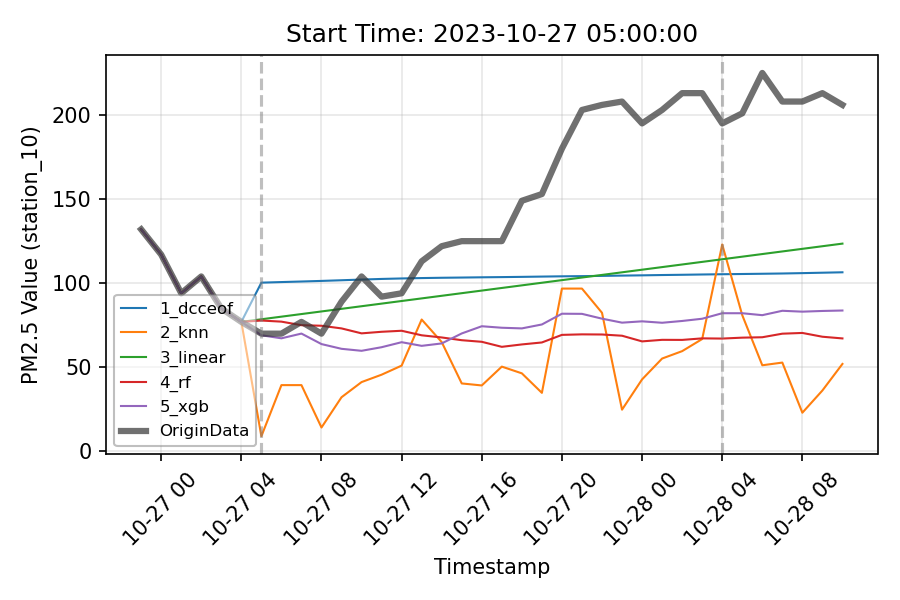 Start Time: 2023-10-27 05:00:00
PM2.5 Value (station_10)
200
150
100
50
0
1_dcceof
2_knn
3_linear
4_rf
5_xgb
OriginData
10-27 00
10-27 04
10-27 08
10-27 12
10-27 16
10-27 20
10-28 00
10-28 04
10-28 08
Timestamp